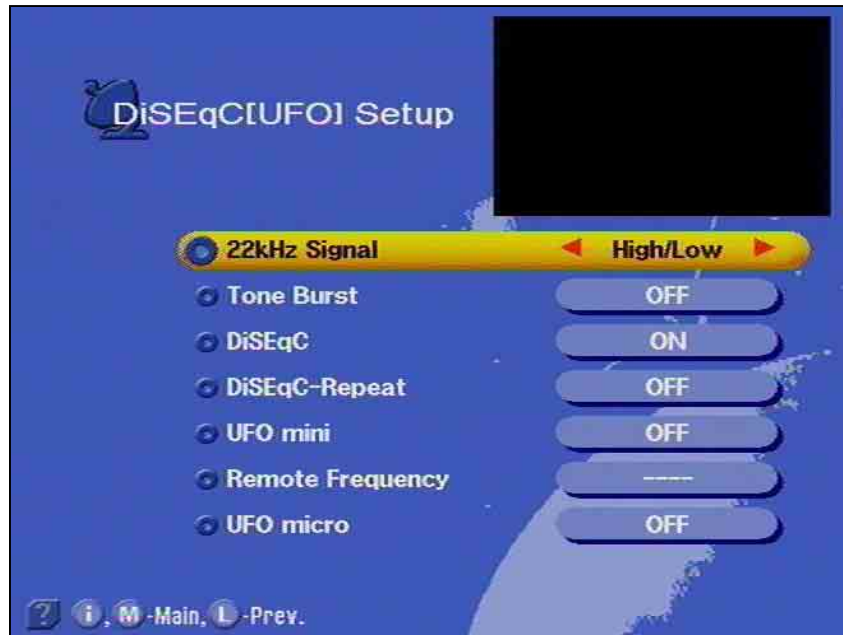 DiSEqC[UFO] Setup
22kHz Signal ◀ High/Low ▶
Tone Burst OFF
DiSEqC ON
DiSEqC-Repeat OFF
UFO mini OFF
Remote Frequency ----
UFO micro OFF
? i, M-Main, L-Prev.